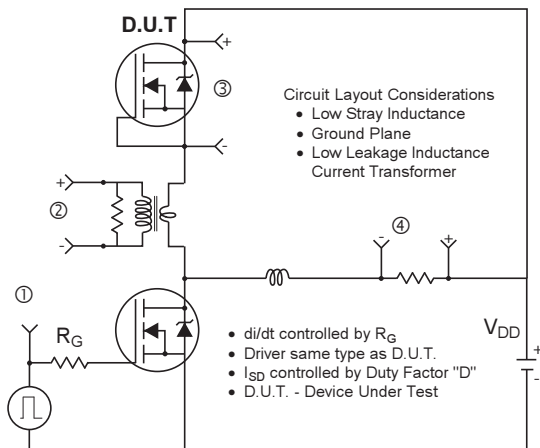 D.U.T
+
③
-
Circuit Layout Considerations
• Low Stray Inductance
• Ground Plane
• Low Leakage Inductance
Current Transformer
+
②
-
④
-
+
①
RG
• di/dt controlled by RG
• Driver same type as D.U.T.
• ISD controlled by Duty Factor "D"
• D.U.T. - Device Under Test
VDD
+
-